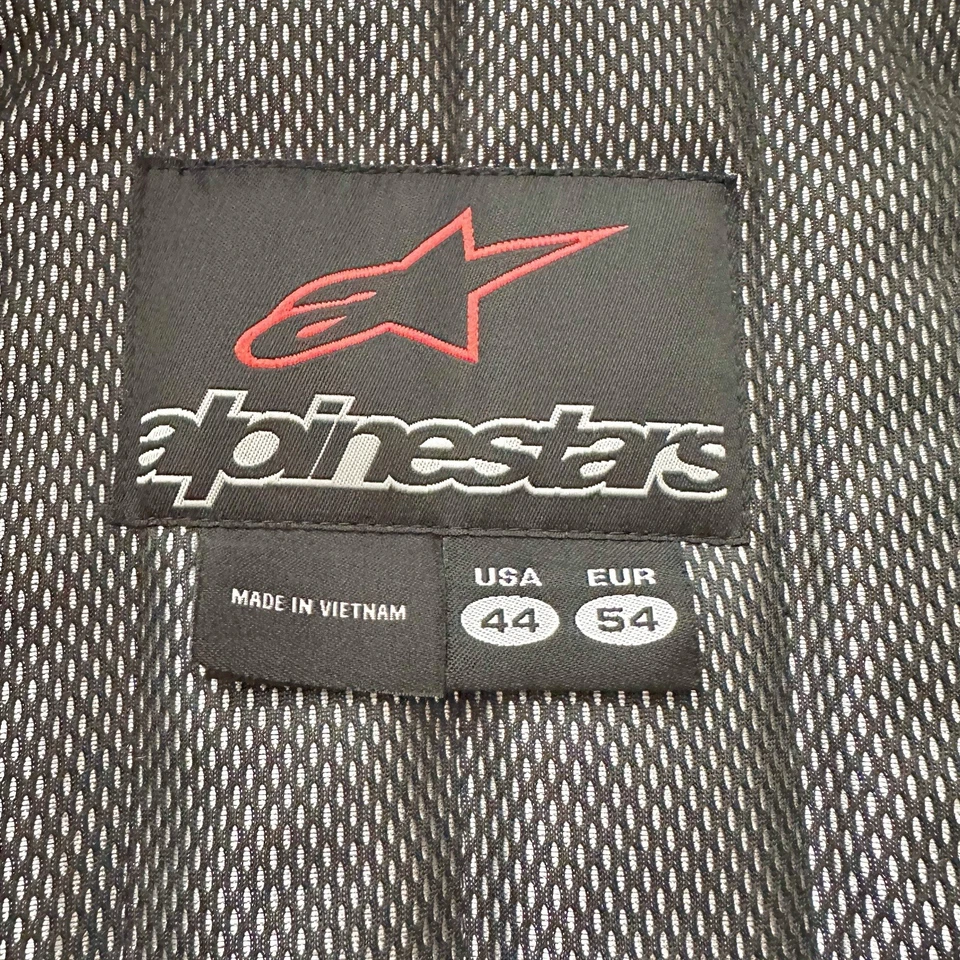 alpinestars
MADE IN VIETNAM
USA EUR
44 54